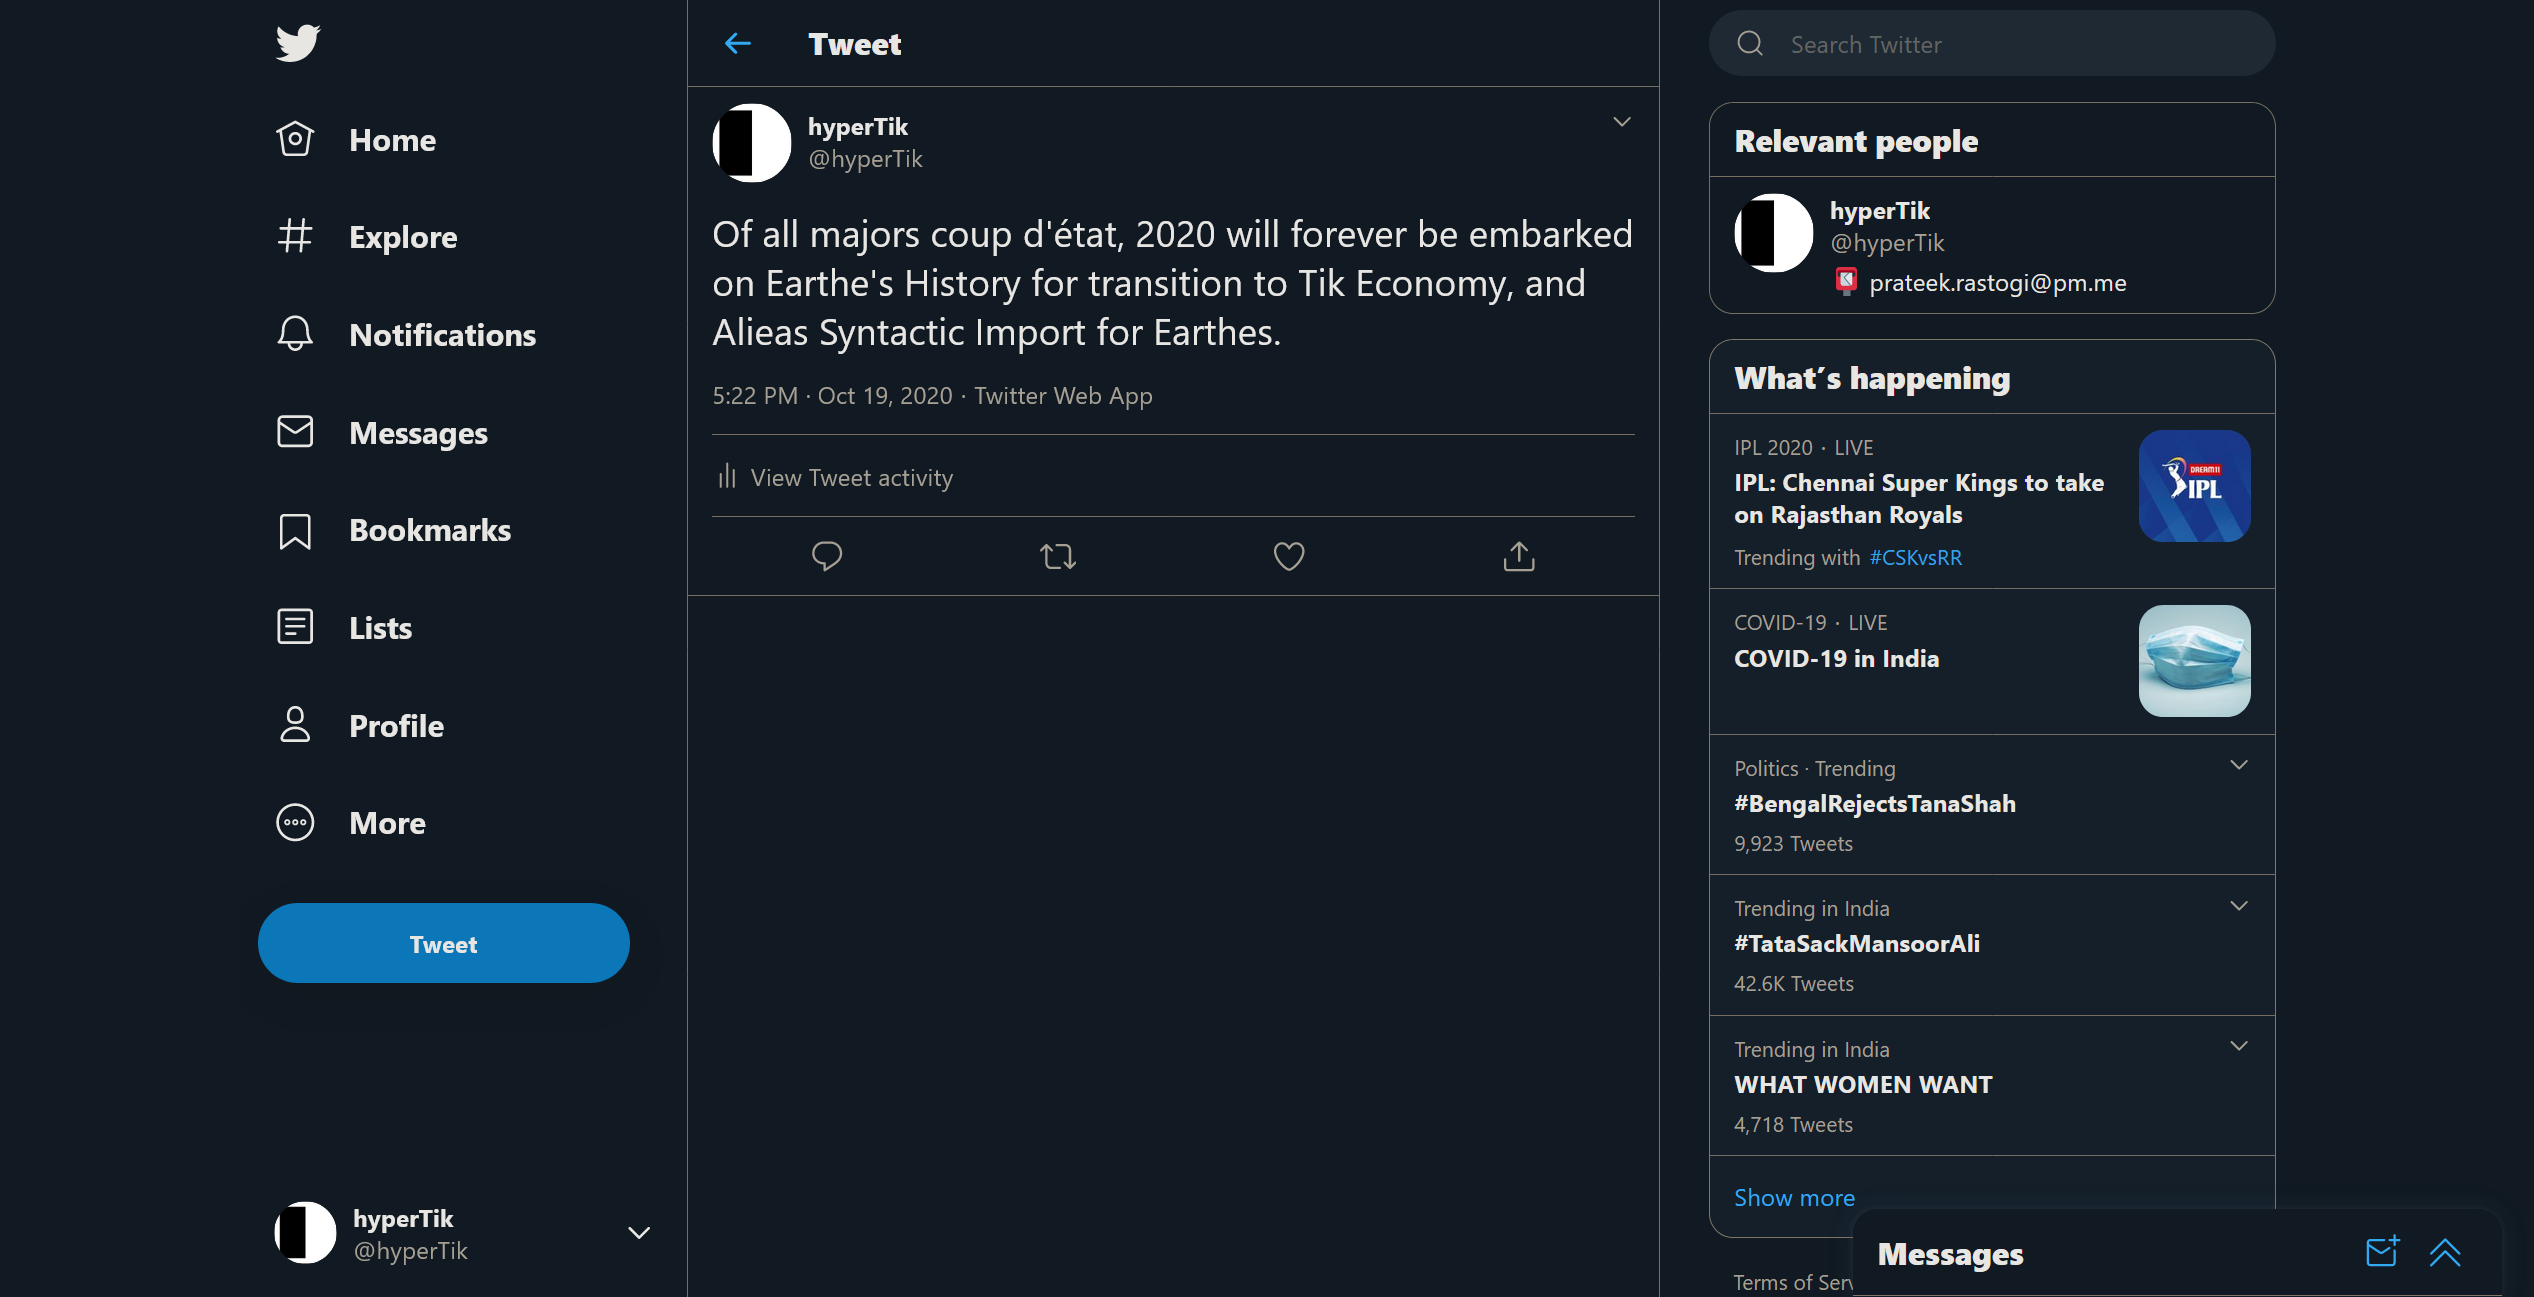 Home
Explore
Notifications
Messages
Bookmarks
Lists
Profile
More
Tweet
hyperTik
@hyperTik
Tweet
hyperTik
@hyperTik
Of all majors coup d'état, 2020 will forever be embarked
on Earthe's History for transition to Tik Economy, and
Alieas Syntactic Import for Earthes.
5:22 PM · Oct 19, 2020 · Twitter Web App
View Tweet activity
Search Twitter
Relevant people
hyperTik
@hyperTik
prateek.rastogi@pm.me
What´s happening
IPL 2020 · LIVE
IPL: Chennai Super Kings to take
on Rajasthan Royals
Trending with #CSKvsRR
DREAM11
IPL
COVID-19 · LIVE
COVID-19 in India
Politics · Trending
#BengalRejectsTanaShah
9,923 Tweets
Trending in India
#TataSackMansoorAli
42.6K Tweets
Trending in India
WHAT WOMEN WANT
4,718 Tweets
Show more
Messages
Terms of Serv